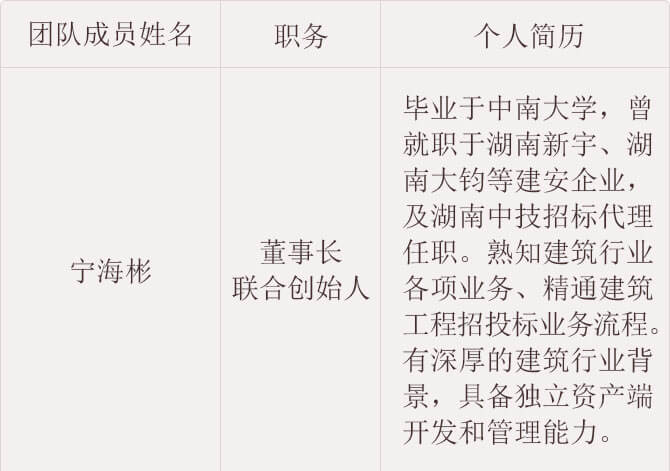 团队成员姓名
职务
个人简历
宁海彬
董事长
联合创始人
毕业于中南大学，曾
就职于湖南新宇、湖
南大钧等建安企业，
及湖南中技招标代理
任职。熟知建筑行业
各项业务、精通建筑
工程招投标业务流程。
有深厚的建筑行业背
景，具备独立资产端
开发和管理能力。